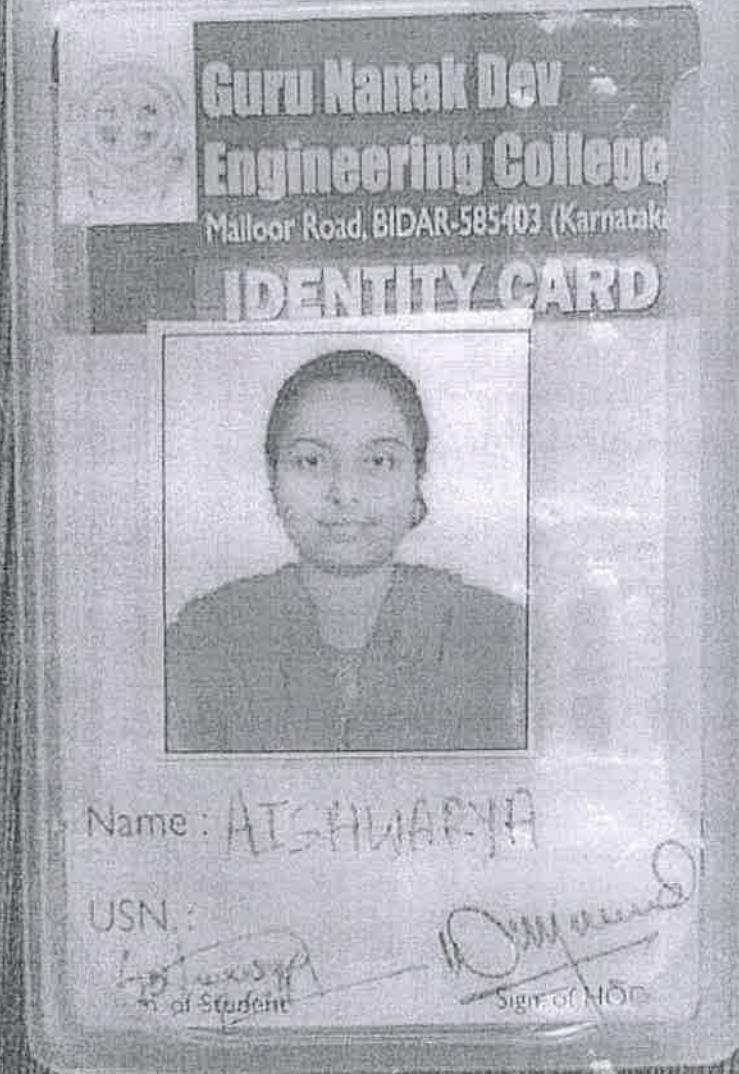 Guru Nanak Dev
Engineering College
Mailoor Road, BIDAR-585403 (Karnataka
IDENTITY CARD
Name : AISHWARYA
USN. :
n of Student
Sign. of HOD